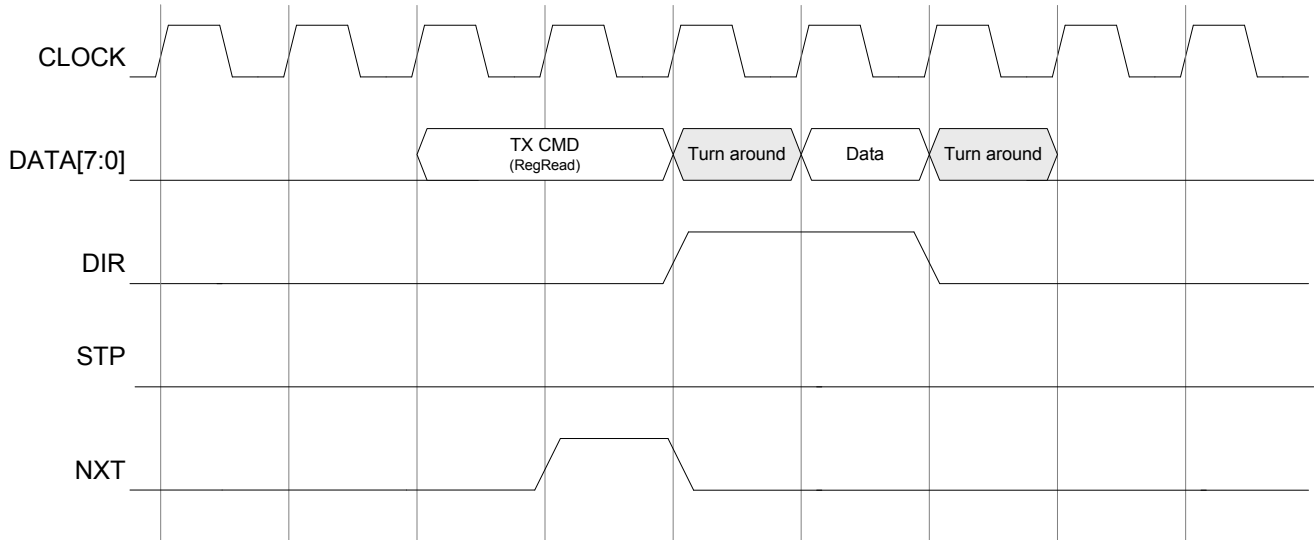 CLOCK
DATA[7:0]
TX CMD
(RegRead)
Turn around
Data
Turn around
DIR
STP
NXT